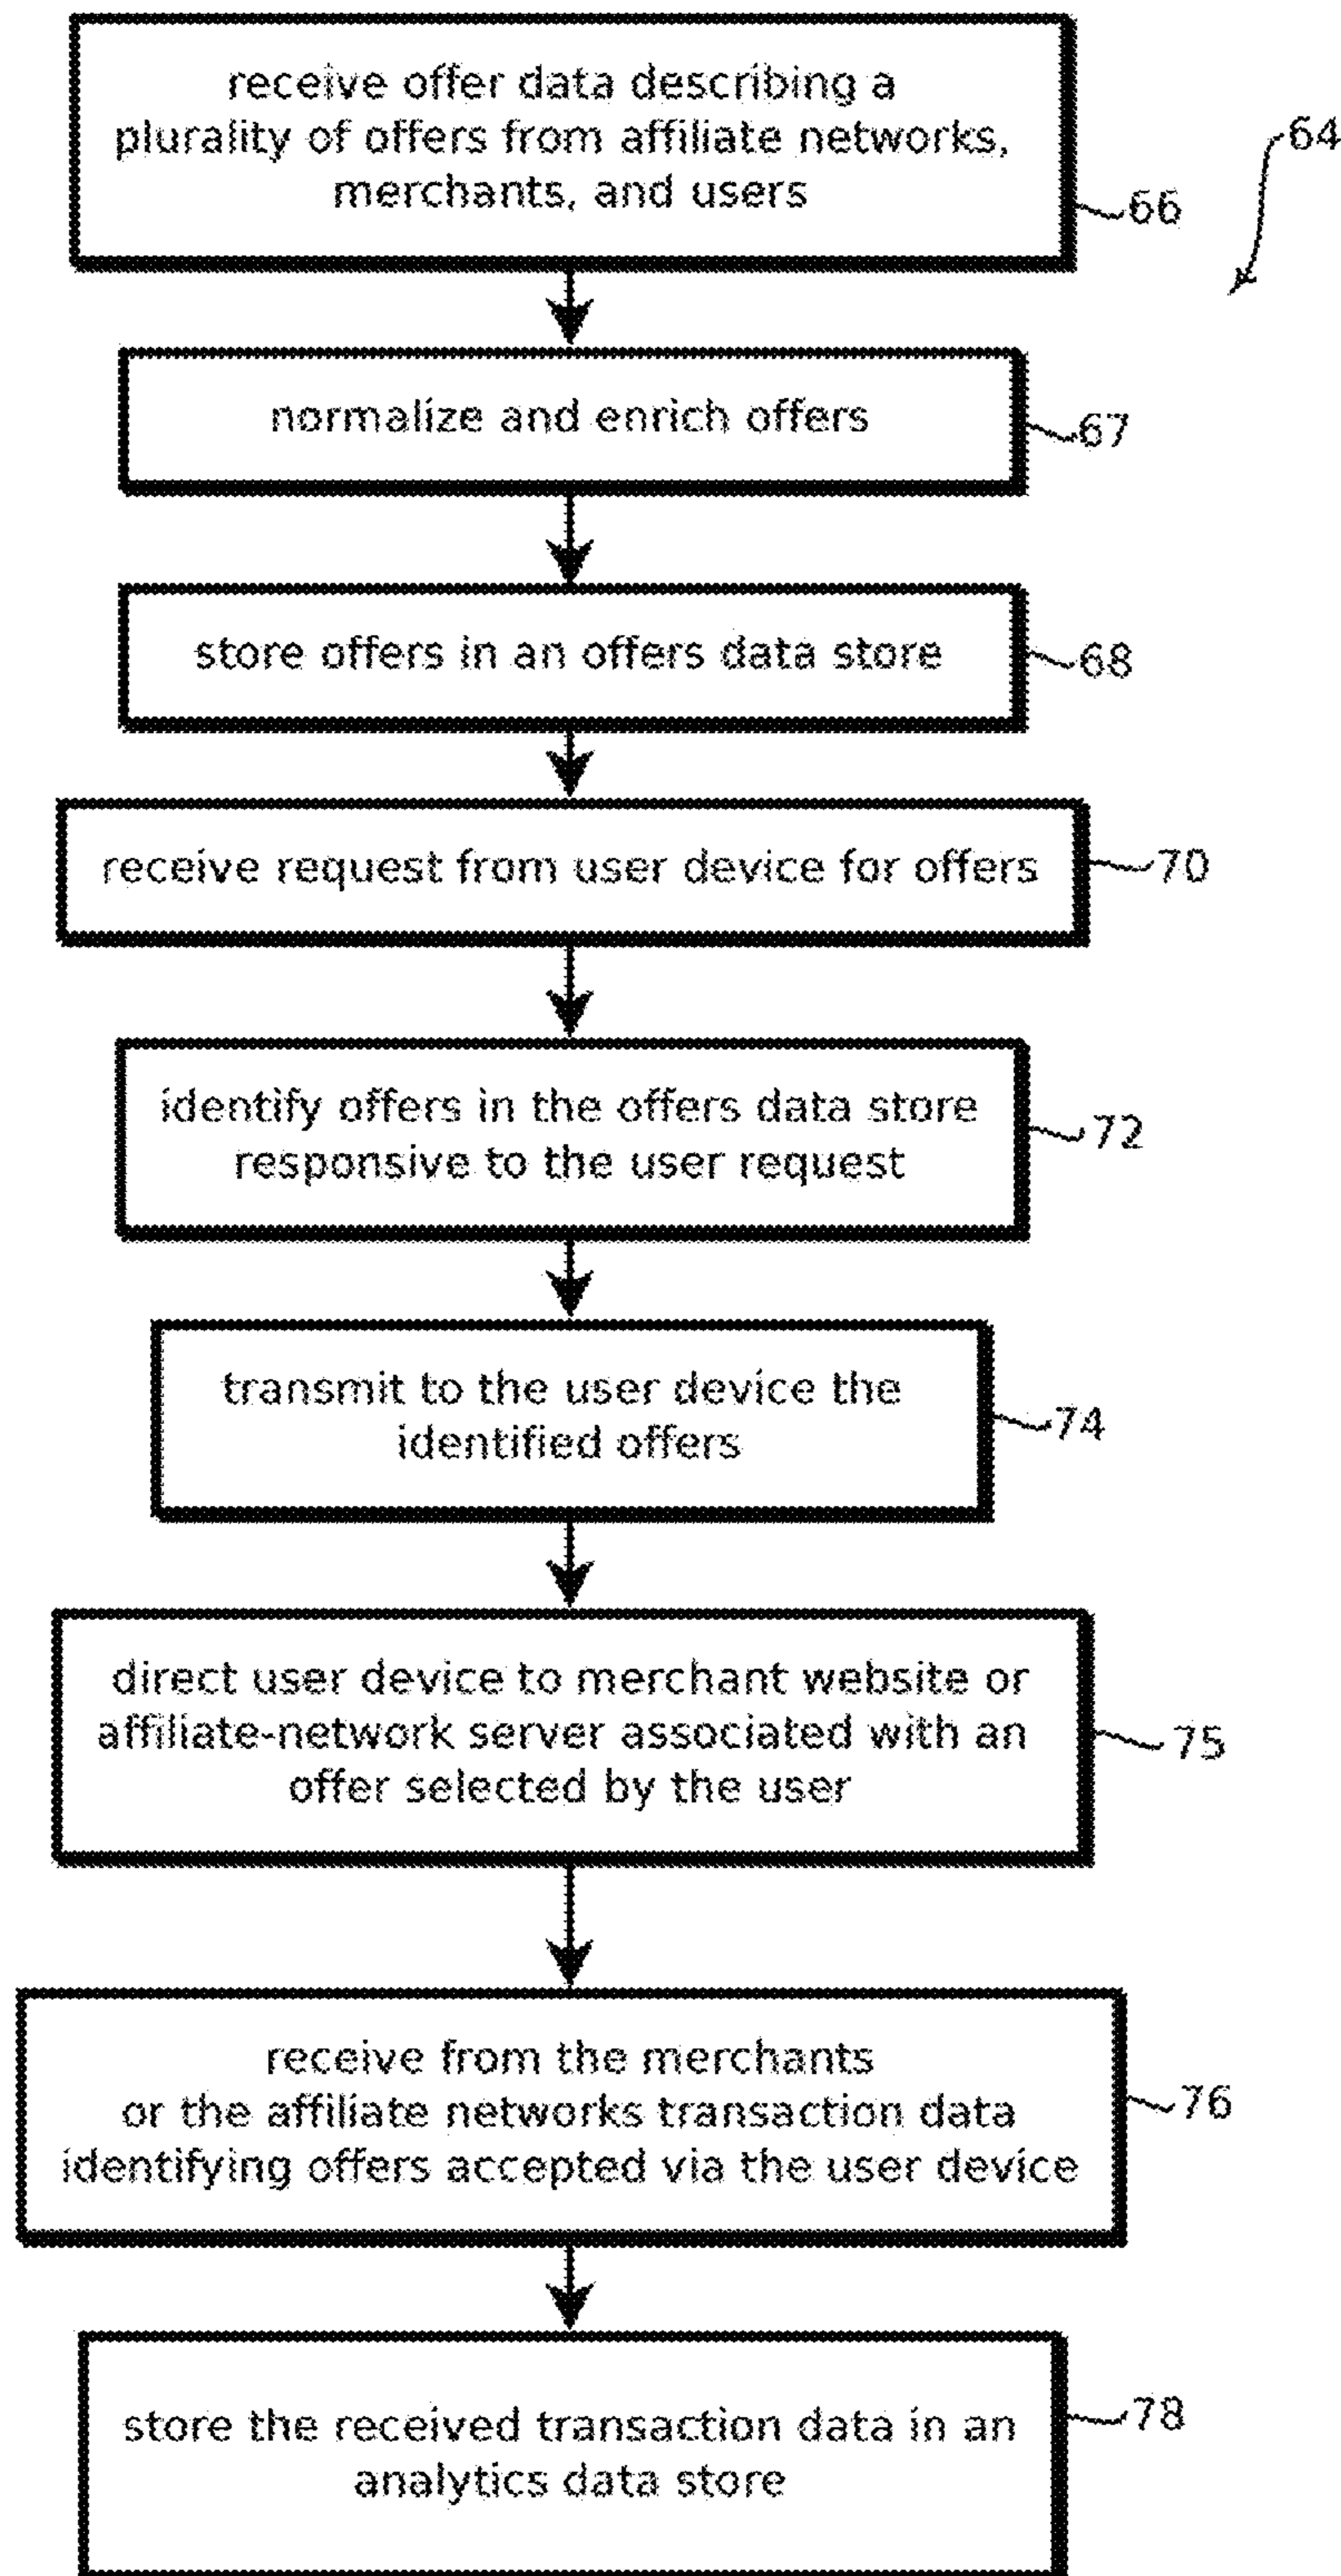 receive offer data describing a
plurality of offers from affiliate networks,
merchants, and users
64
66
normalize and enrich offers
67
store offers in an offers data store
68
receive request from user device for offers
70
identify offers in the offers data store
responsive to the user request
72
transmit to the user device the
identified offers
74
direct user device to merchant website or
affiliate-network server associated with an
offer selected by the user
75
receive from the merchants
or the affiliate networks transaction data
identifying offers accepted via the user device
76
store the received transaction data in an
analytics data store
78